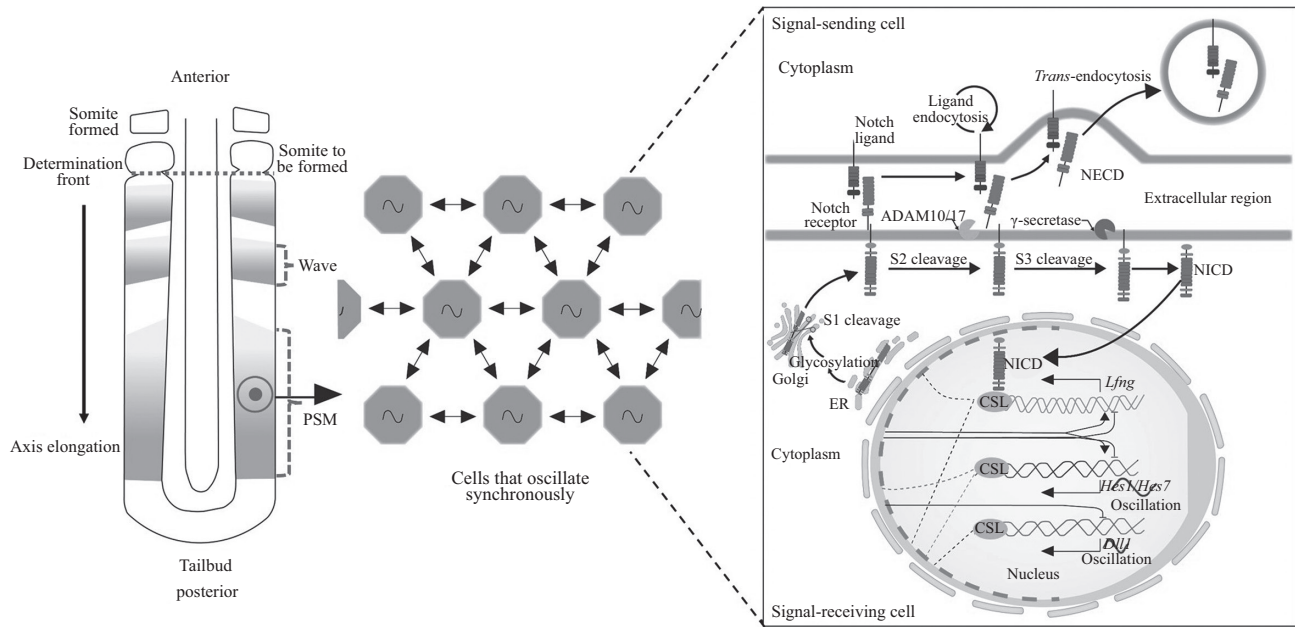 Anterior
Somite
formed
Determination
front
Somite to
be formed
Wave
PSM
Axis elongation
Tailbud
posterior
Cells that oscillate
synchronously
Signal-sending cell
Cytoplasm
Trans-endocytosis
Ligand
endocytosis
Notch
ligand
NECD
Extracellular region
Notch
receptor
ADAM10/17
γ-secretase
S2 cleavage
S3 cleavage
NICD
S1 cleavage
Glycosylation
Golgi
ER
NICD
Lfng
CSL
Cytoplasm
CSL
Hes1/Hes7
Oscillation
CSL
Dll1
Oscillation
Nucleus
Signal-receiving cell